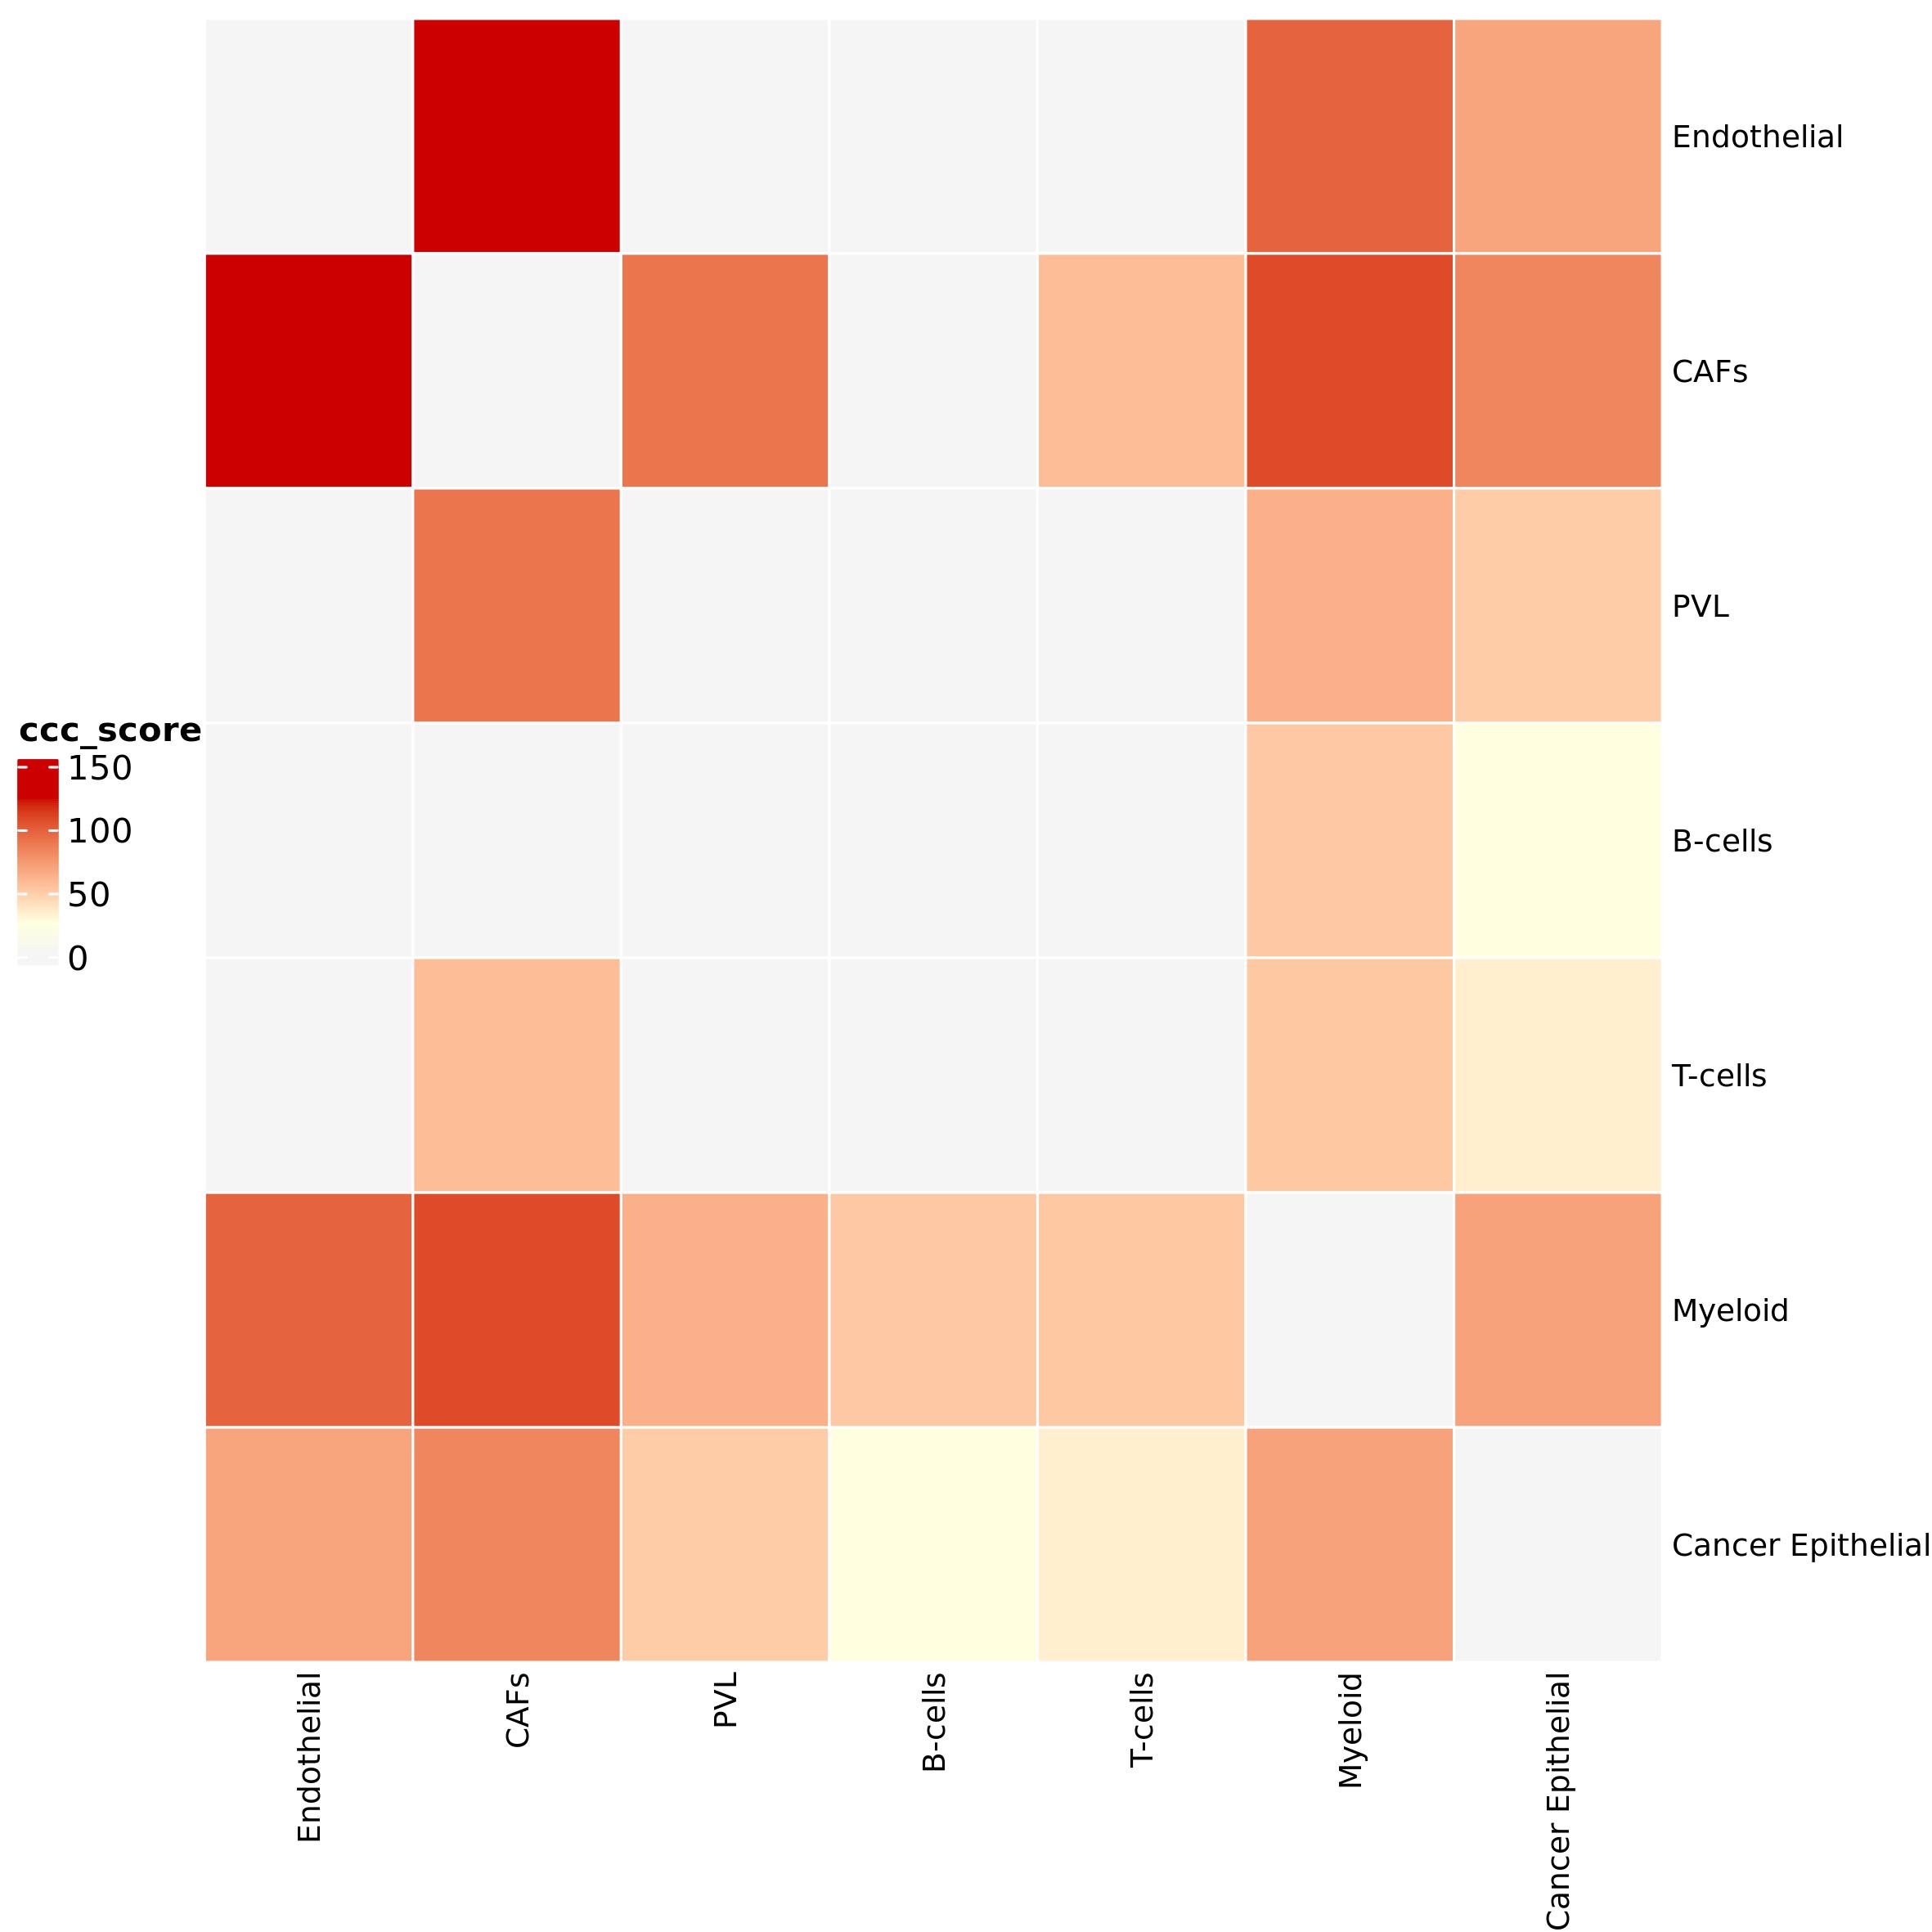 Endothelial
CAFs
PVL
ccc_score
150
100
50
0
B-cells
T-cells
Myeloid
Cancer Epithelial
Endothelial
CAFs
PVL
B-cells
T-cells
Myeloid
Cancer Epithelial